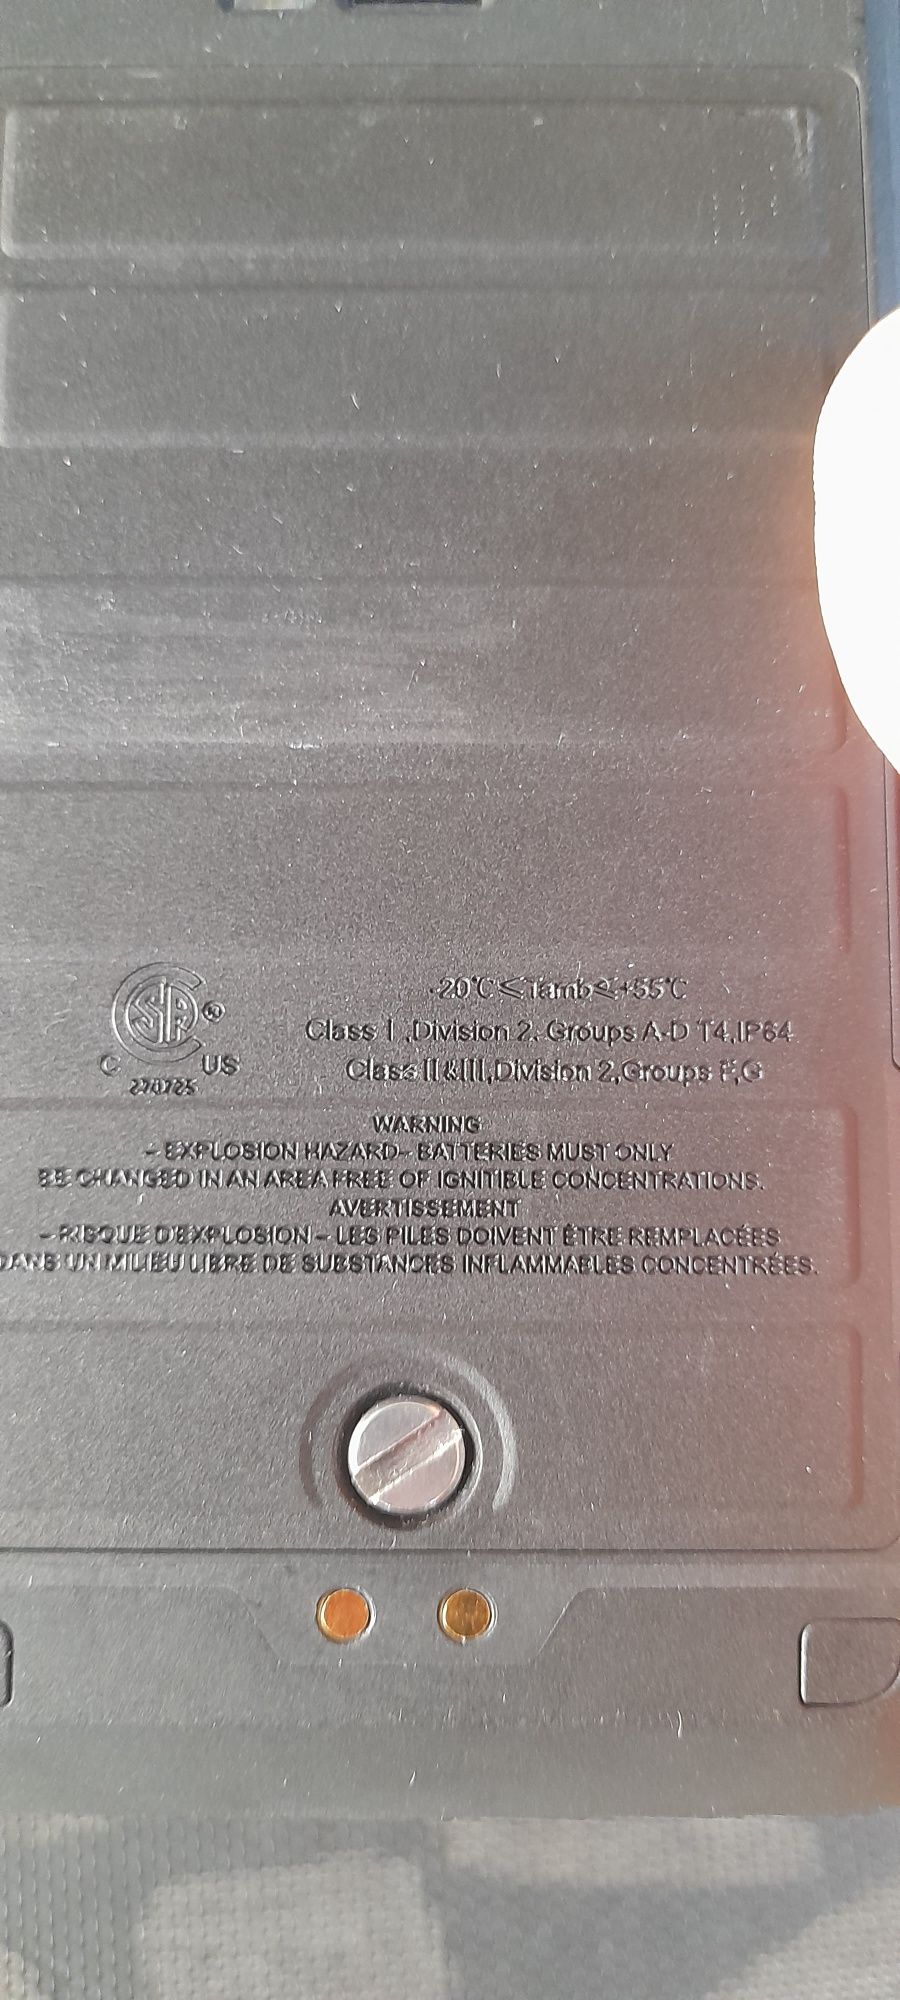 CSA ®
C US
270725
-20℃≤Tamb≤+55℃
Class I ,Division 2, Groups A-D T4,IP64
Class II &III,Division 2,Groups F,G
WARNING
- EXPLOSION HAZARD- BATTERIES MUST ONLY
BE CHANGED IN AN AREA FREE OF IGNITIBLE CONCENTRATIONS.
AVERTISSEMENT
- RISQUE D'EXPLOSION - LES PILES DOIVENT ÊTRE REMPLACÉES
DANS UN MILIEU LIBRE DE SUBSTANCES INFLAMMABLES CONCENTRÉES.